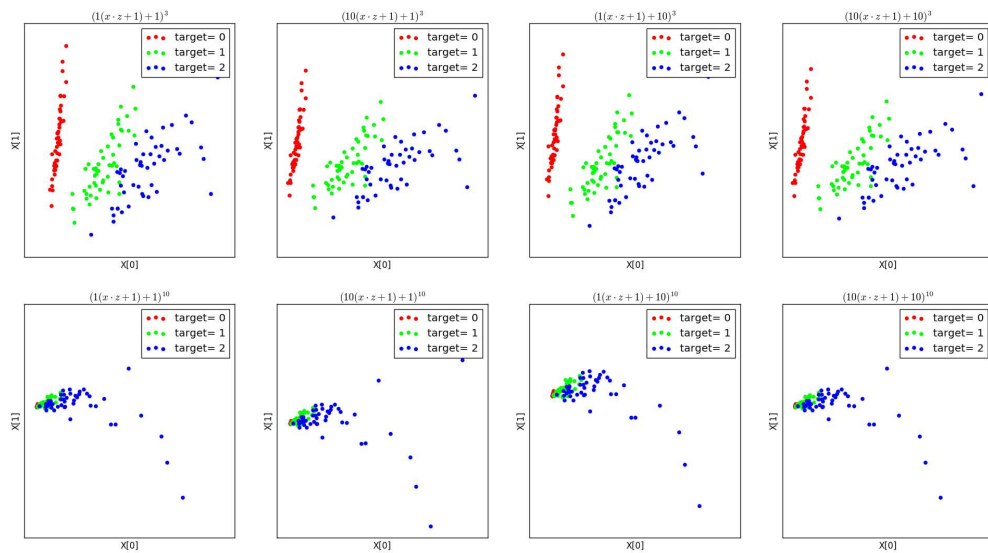 (1(x · z + 1) + 1)^3
target= 0
target= 1
target= 2
X[1]
X[0]
(10(x · z + 1) + 1)^3
target= 0
target= 1
target= 2
X[1]
X[0]
(1(x · z + 1) + 10)^3
target= 0
target= 1
target= 2
X[1]
X[0]
(10(x · z + 1) + 10)^3
target= 0
target= 1
target= 2
X[1]
X[0]
(1(x · z + 1) + 1)^10
target= 0
target= 1
target= 2
X[1]
X[0]
(10(x · z + 1) + 1)^10
target= 0
target= 1
target= 2
X[1]
X[0]
(1(x · z + 1) + 10)^10
target= 0
target= 1
target= 2
X[1]
X[0]
(10(x · z + 1) + 10)^10
target= 0
target= 1
target= 2
X[1]
X[0]